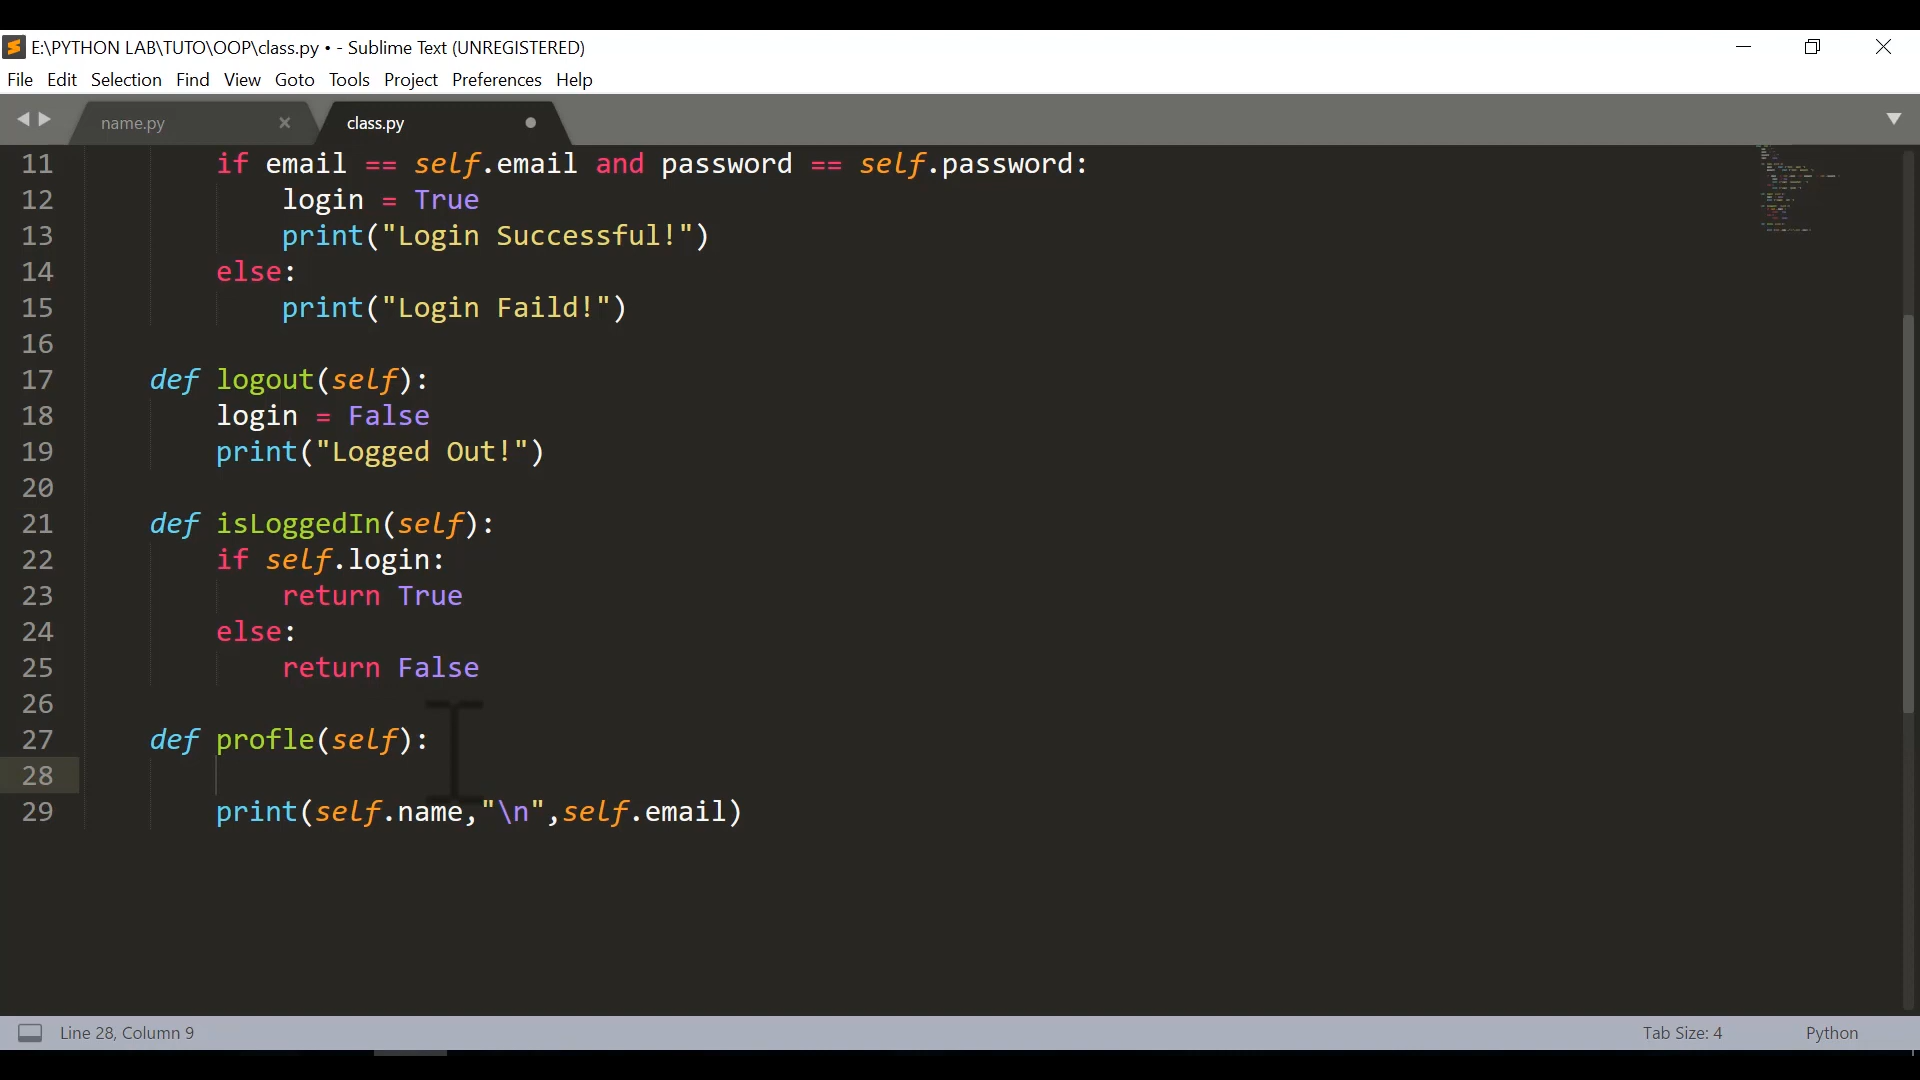 E:\PYTHON LAB\TUTO\OOP\class.py • - Sublime Text (UNREGISTERED)
File Edit Selection Find View Goto Tools Project Preferences Help
name.py class.py
11 if email == self.email and password == self.password:
12 login = True
13 print("Login Successful!")
14 else:
15 print("Login Faild!")
16
17 def logout(self):
18 login = False
19 print("Logged Out!")
20
21 def isLoggedIn(self):
22 if self.login:
23 return True
24 else:
25 return False
26
27 def profle(self):
28
29 print(self.name,"\n",self.email)
Line 28, Column 9 Tab Size: 4 Python